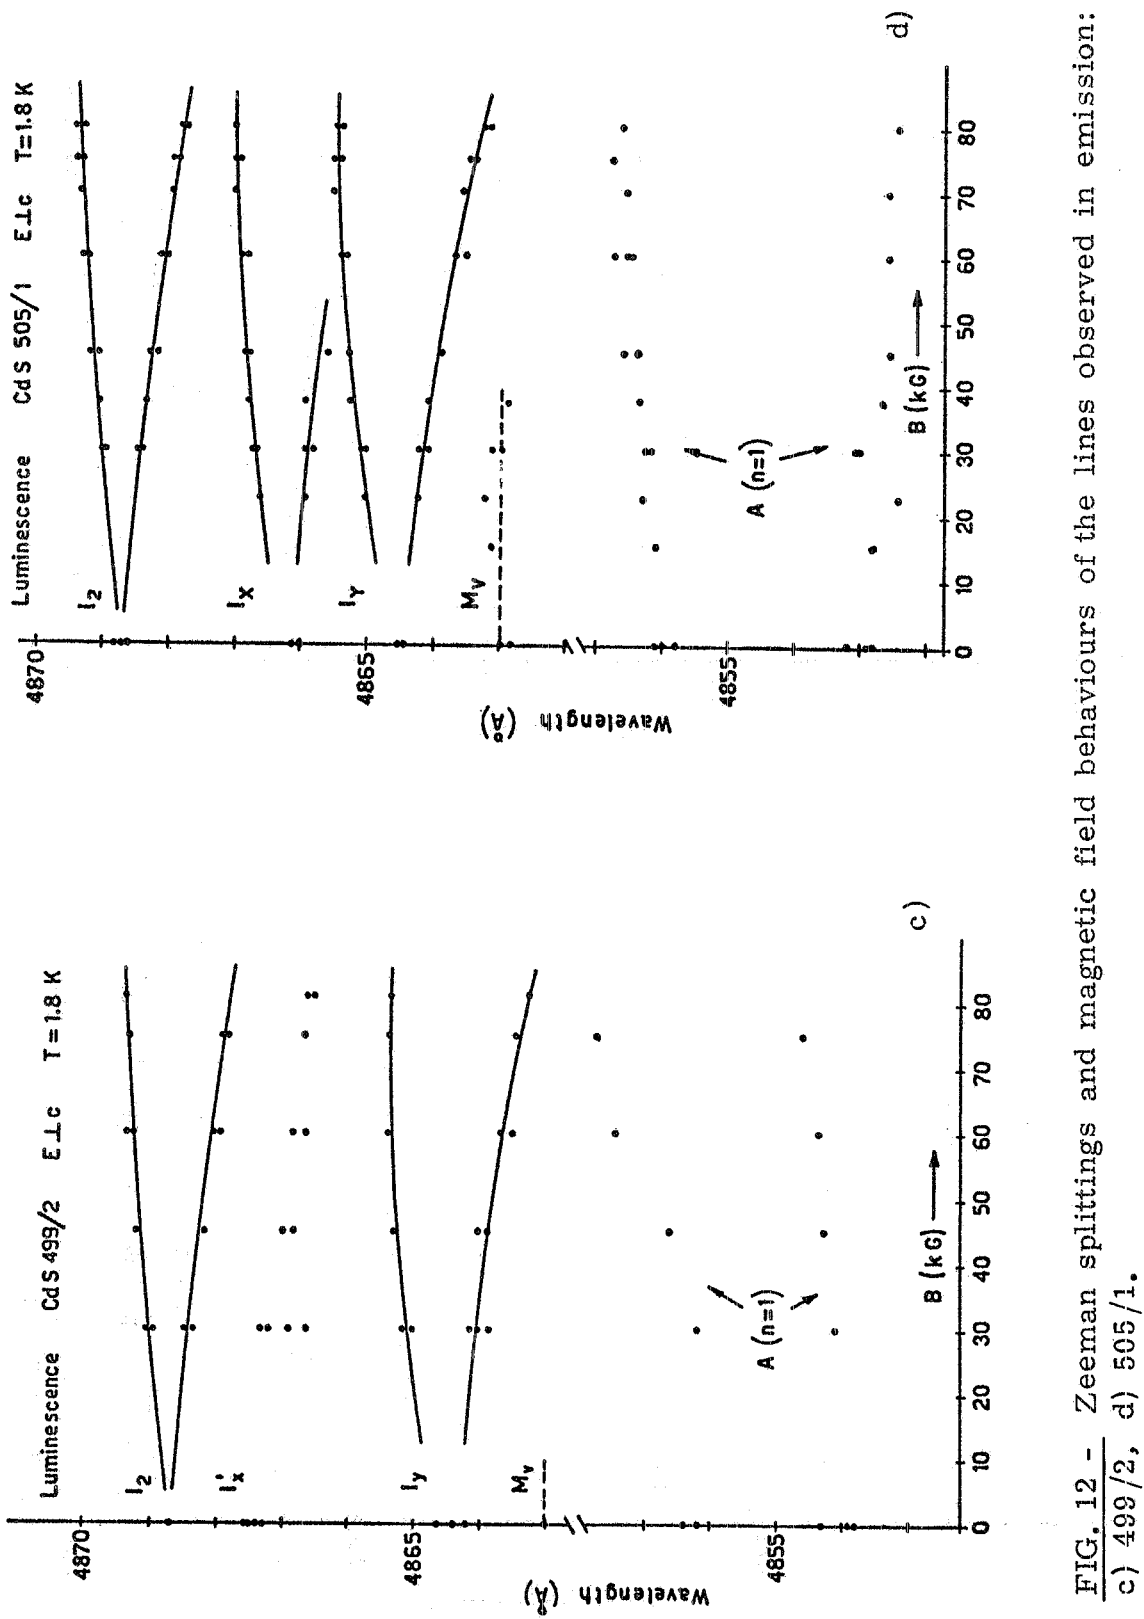 Luminescence CdS 499/2 E⊥c T=1.8 K
4870
4865
4855
Wavelength (Å)
I2
I'x
Iy
Mv
A (n=1)
0 10 20 30 40 50 60 70 80
B (kG)
c)
Luminescence CdS 505/1 E⊥c T=1.8 K
4870
4865
4855
Wavelength (Å)
I2
IX
IY
MV
A (n=1)
0 10 20 30 40 50 60 70 80
B (kG)
d)
FIG. 12 - Zeeman splittings and magnetic field behaviours of the lines observed in emission:
c) 499/2, d) 505/1.